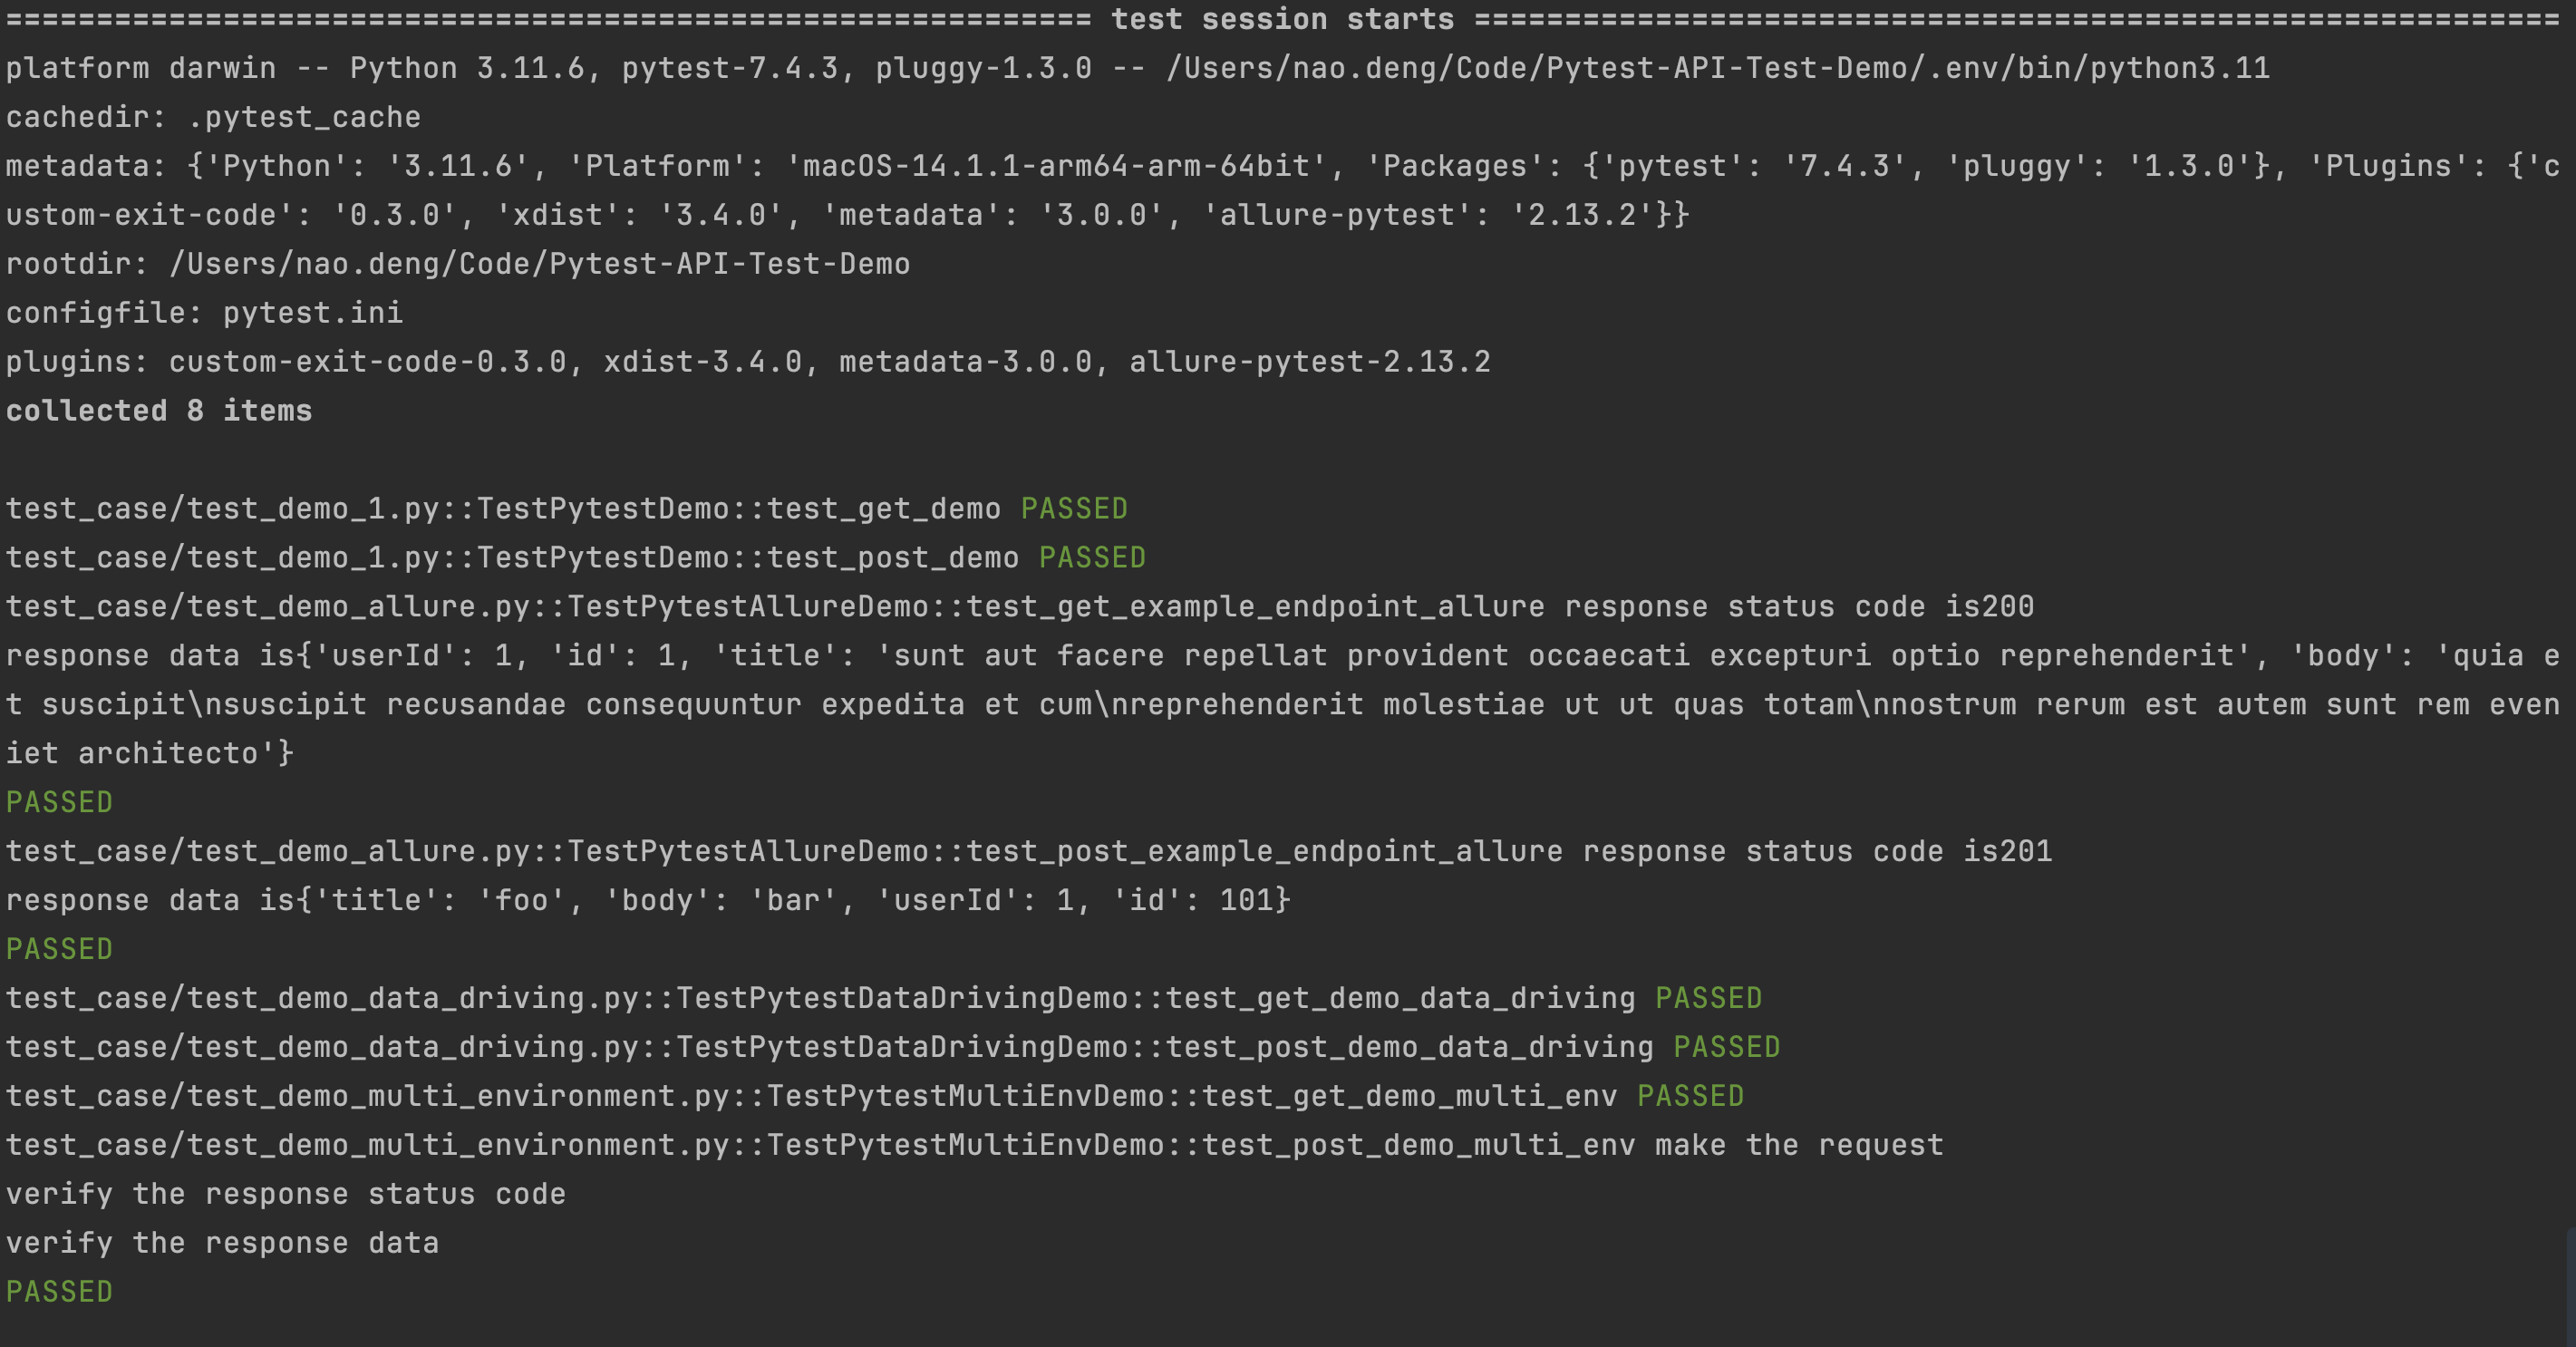 ============================================================ test session starts ============================================================
platform darwin -- Python 3.11.6, pytest-7.4.3, pluggy-1.3.0 -- /Users/nao.deng/Code/Pytest-API-Test-Demo/.env/bin/python3.11
cachedir: .pytest_cache
metadata: {'Python': '3.11.6', 'Platform': 'macOS-14.1.1-arm64-arm-64bit', 'Packages': {'pytest': '7.4.3', 'pluggy': '1.3.0'}, 'Plugins': {'c
ustom-exit-code': '0.3.0', 'xdist': '3.4.0', 'metadata': '3.0.0', 'allure-pytest': '2.13.2'}}
rootdir: /Users/nao.deng/Code/Pytest-API-Test-Demo
configfile: pytest.ini
plugins: custom-exit-code-0.3.0, xdist-3.4.0, metadata-3.0.0, allure-pytest-2.13.2
collected 8 items
test_case/test_demo_1.py::TestPytestDemo::test_get_demo PASSED
test_case/test_demo_1.py::TestPytestDemo::test_post_demo PASSED
test_case/test_demo_allure.py::TestPytestAllureDemo::test_get_example_endpoint_allure response status code is200
response data is{'userId': 1, 'id': 1, 'title': 'sunt aut facere repellat provident occaecati excepturi optio reprehenderit', 'body': 'quia e
t suscipit\nsuscipit recusandae consequuntur expedita et cum\nreprehenderit molestiae ut ut quas totam\nnostrum rerum est autem sunt rem even
iet architecto'}
PASSED
test_case/test_demo_allure.py::TestPytestAllureDemo::test_post_example_endpoint_allure response status code is201
response data is{'title': 'foo', 'body': 'bar', 'userId': 1, 'id': 101}
PASSED
test_case/test_demo_data_driving.py::TestPytestDataDrivingDemo::test_get_demo_data_driving PASSED
test_case/test_demo_data_driving.py::TestPytestDataDrivingDemo::test_post_demo_data_driving PASSED
test_case/test_demo_multi_environment.py::TestPytestMultiEnvDemo::test_get_demo_multi_env PASSED
test_case/test_demo_multi_environment.py::TestPytestMultiEnvDemo::test_post_demo_multi_env make the request
verify the response status code
verify the response data
PASSED